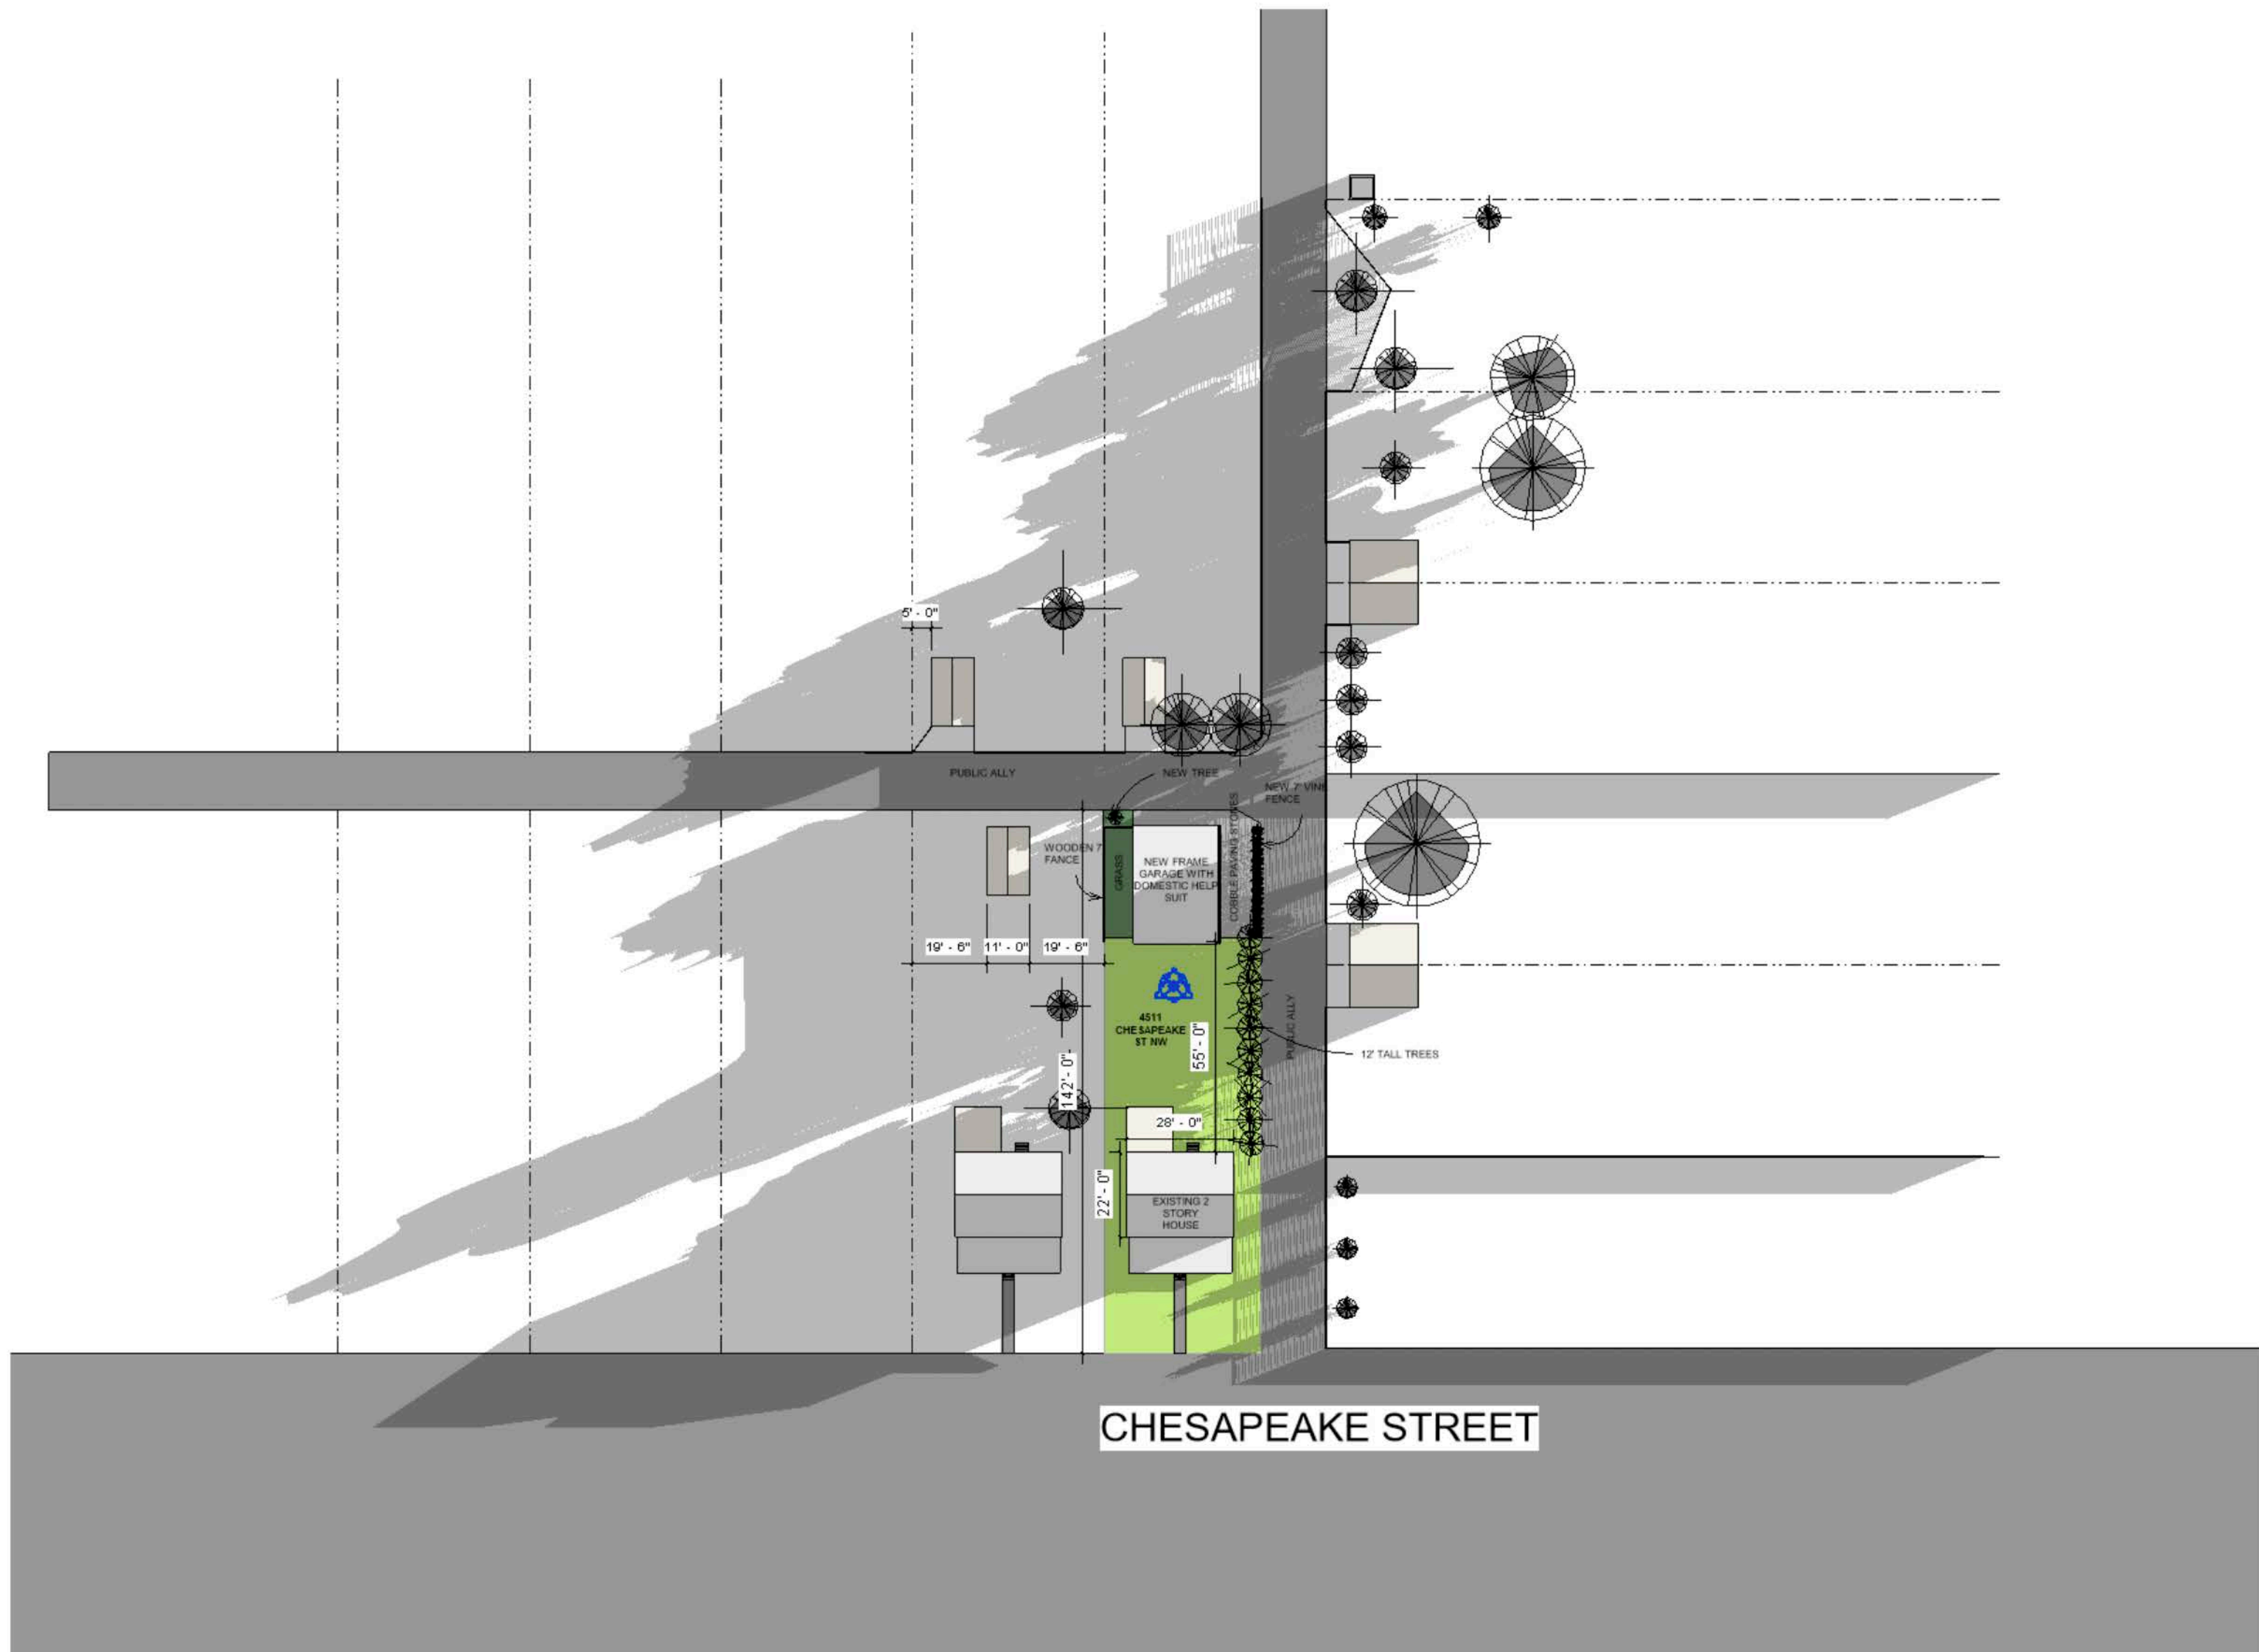 5' - 0"
PUBLIC ALLY
NEW TREE
NEW 7' VINE
FENCE
COBBLE PAVING STONES
WOODEN 7'
FANCE
GRASS
NEW FRAME
GARAGE WITH
DOMESTIC HELP
SUIT
19' - 6"
11' - 0"
19' - 6"
4511
CHESAPEAKE
ST NW
55' - 0"
PUBLIC ALLY
12' TALL TREES
142' - 0"
28' - 0"
22' - 0"
EXISTING 2
STORY
HOUSE
CHESAPEAKE STREET